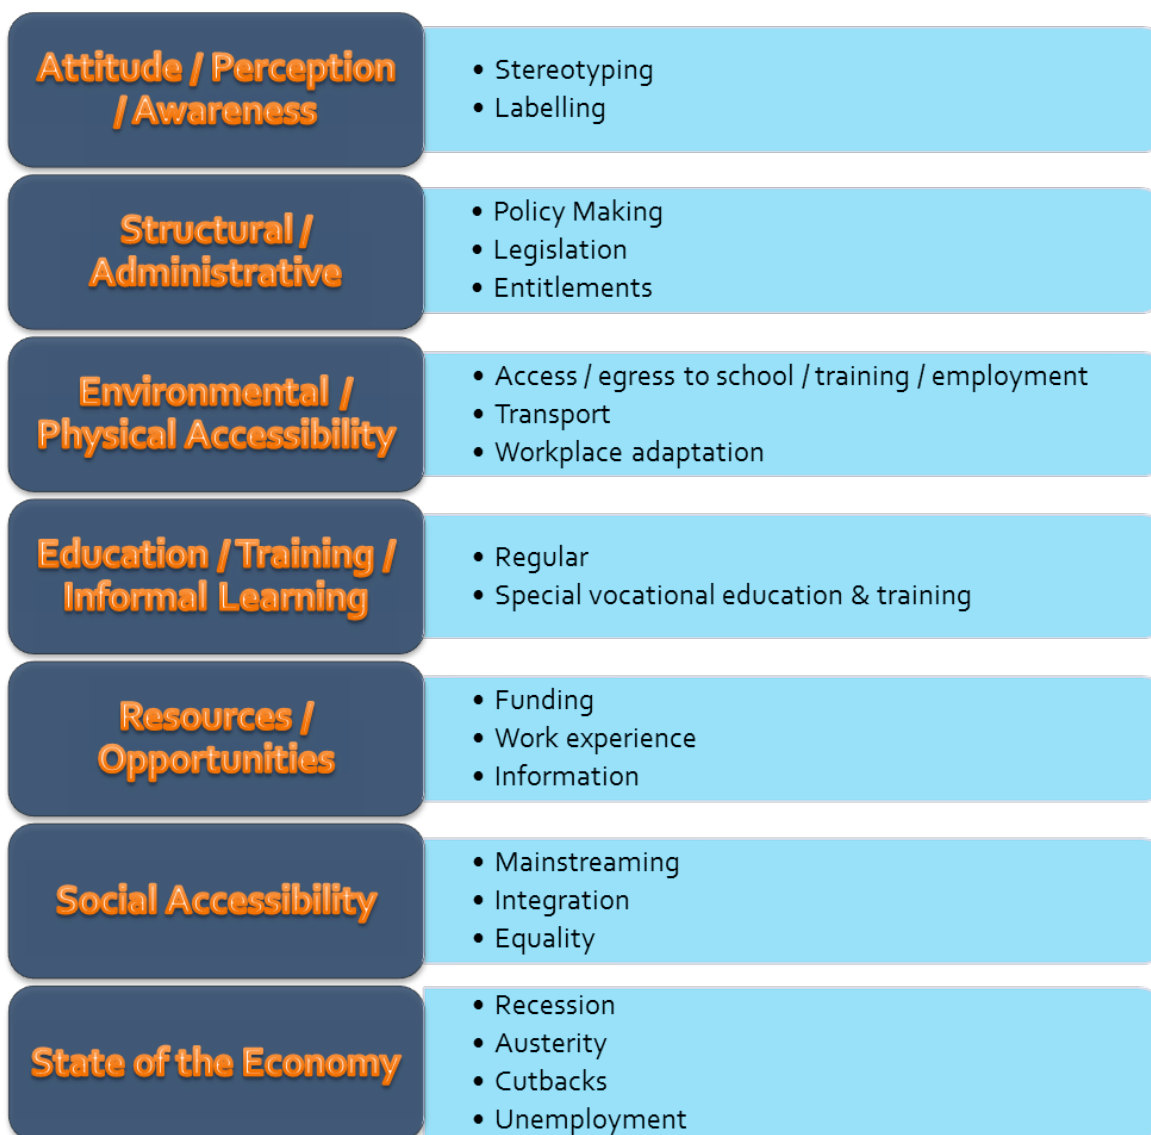 Attitude / Perception
/ Awareness
• Stereotyping
• Labelling
Structural /
Administrative
• Policy Making
• Legislation
• Entitlements
Environmental /
Physical Accessibility
• Access / egress to school / training / employment
• Transport
• Workplace adaptation
Education / Training /
Informal Learning
• Regular
• Special vocational education & training
Resources /
Opportunities
• Funding
• Work experience
• Information
Social Accessibility
• Mainstreaming
• Integration
• Equality
State of the Economy
• Recession
• Austerity
• Cutbacks
• Unemployment